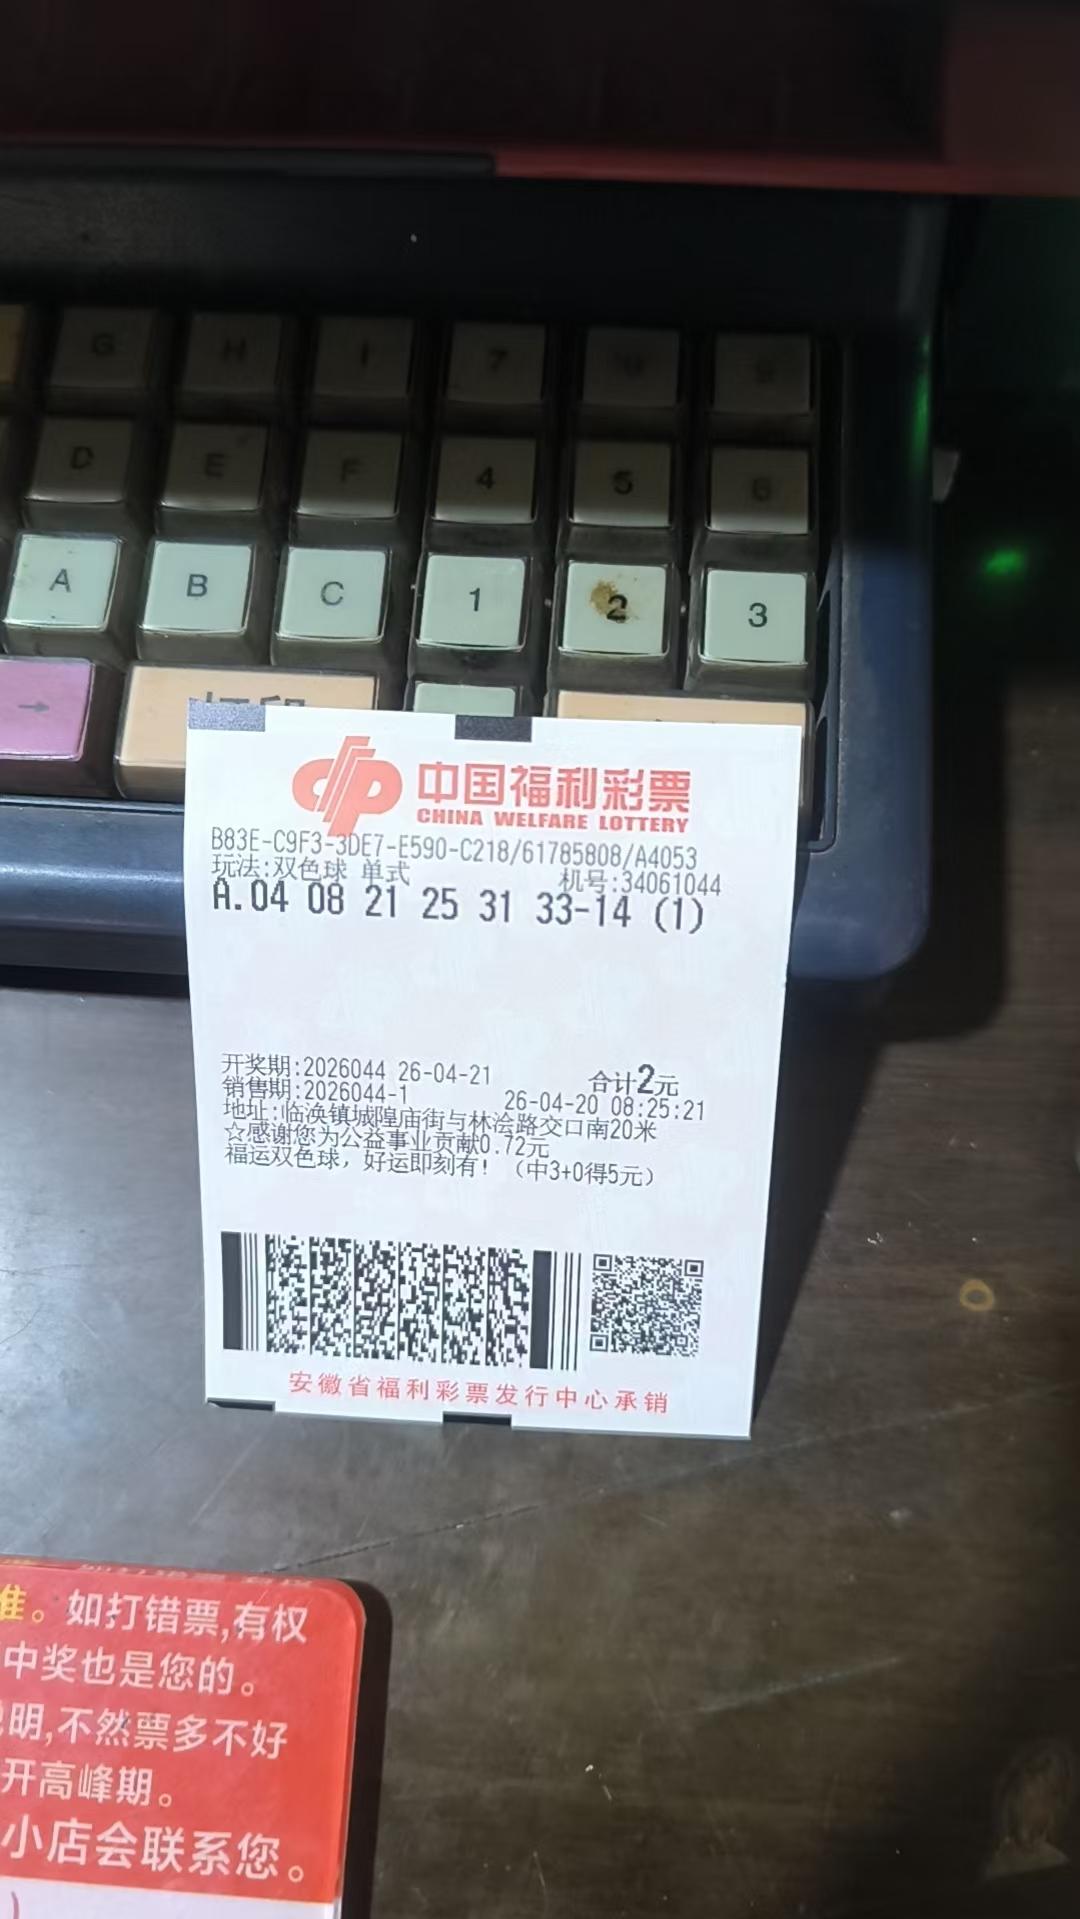 G H I 7
D E F 4 5 6
A B C 1 2 3
→
中国福利彩票
CHINA WELFARE LOTTERY
B83E-C9F3-3DE7-E590-C218/61785808/A4053
玩法:双色球 单式 机号:34061044
A.04 08 21 25 31 33-14 (1)
开奖期:2026044 26-04-21 合计2元
销售期:2026044-1 26-04-20 08:25:21
地址:临涣镇城隍庙街与林浍路交口南20米
☆感谢您为公益事业贡献0.72元
福运双色球，好运即刻有! （中3+0得5元）
安徽省福利彩票发行中心承销
准。如打错票,有权
中奖也是您的。
明,不然票多不好
开高峰期。
小店会联系您。